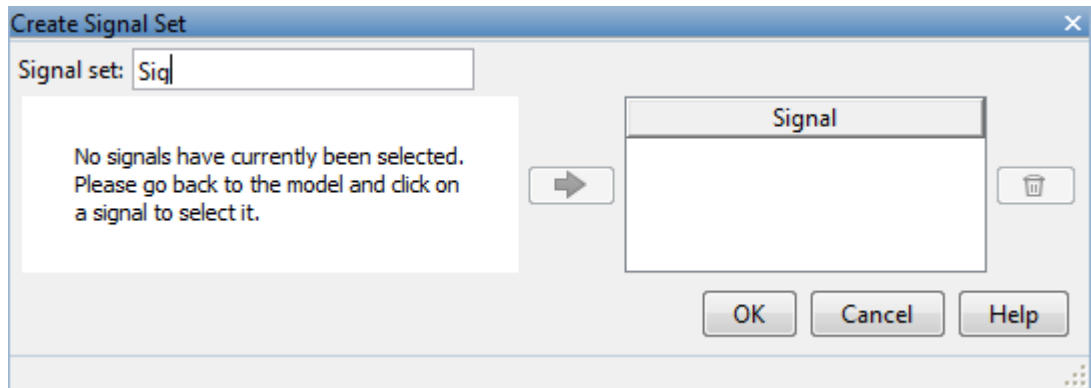 Create Signal Set
Signal set: Sig
No signals have currently been selected.
Please go back to the model and click on
a signal to select it.
Signal
OK Cancel Help